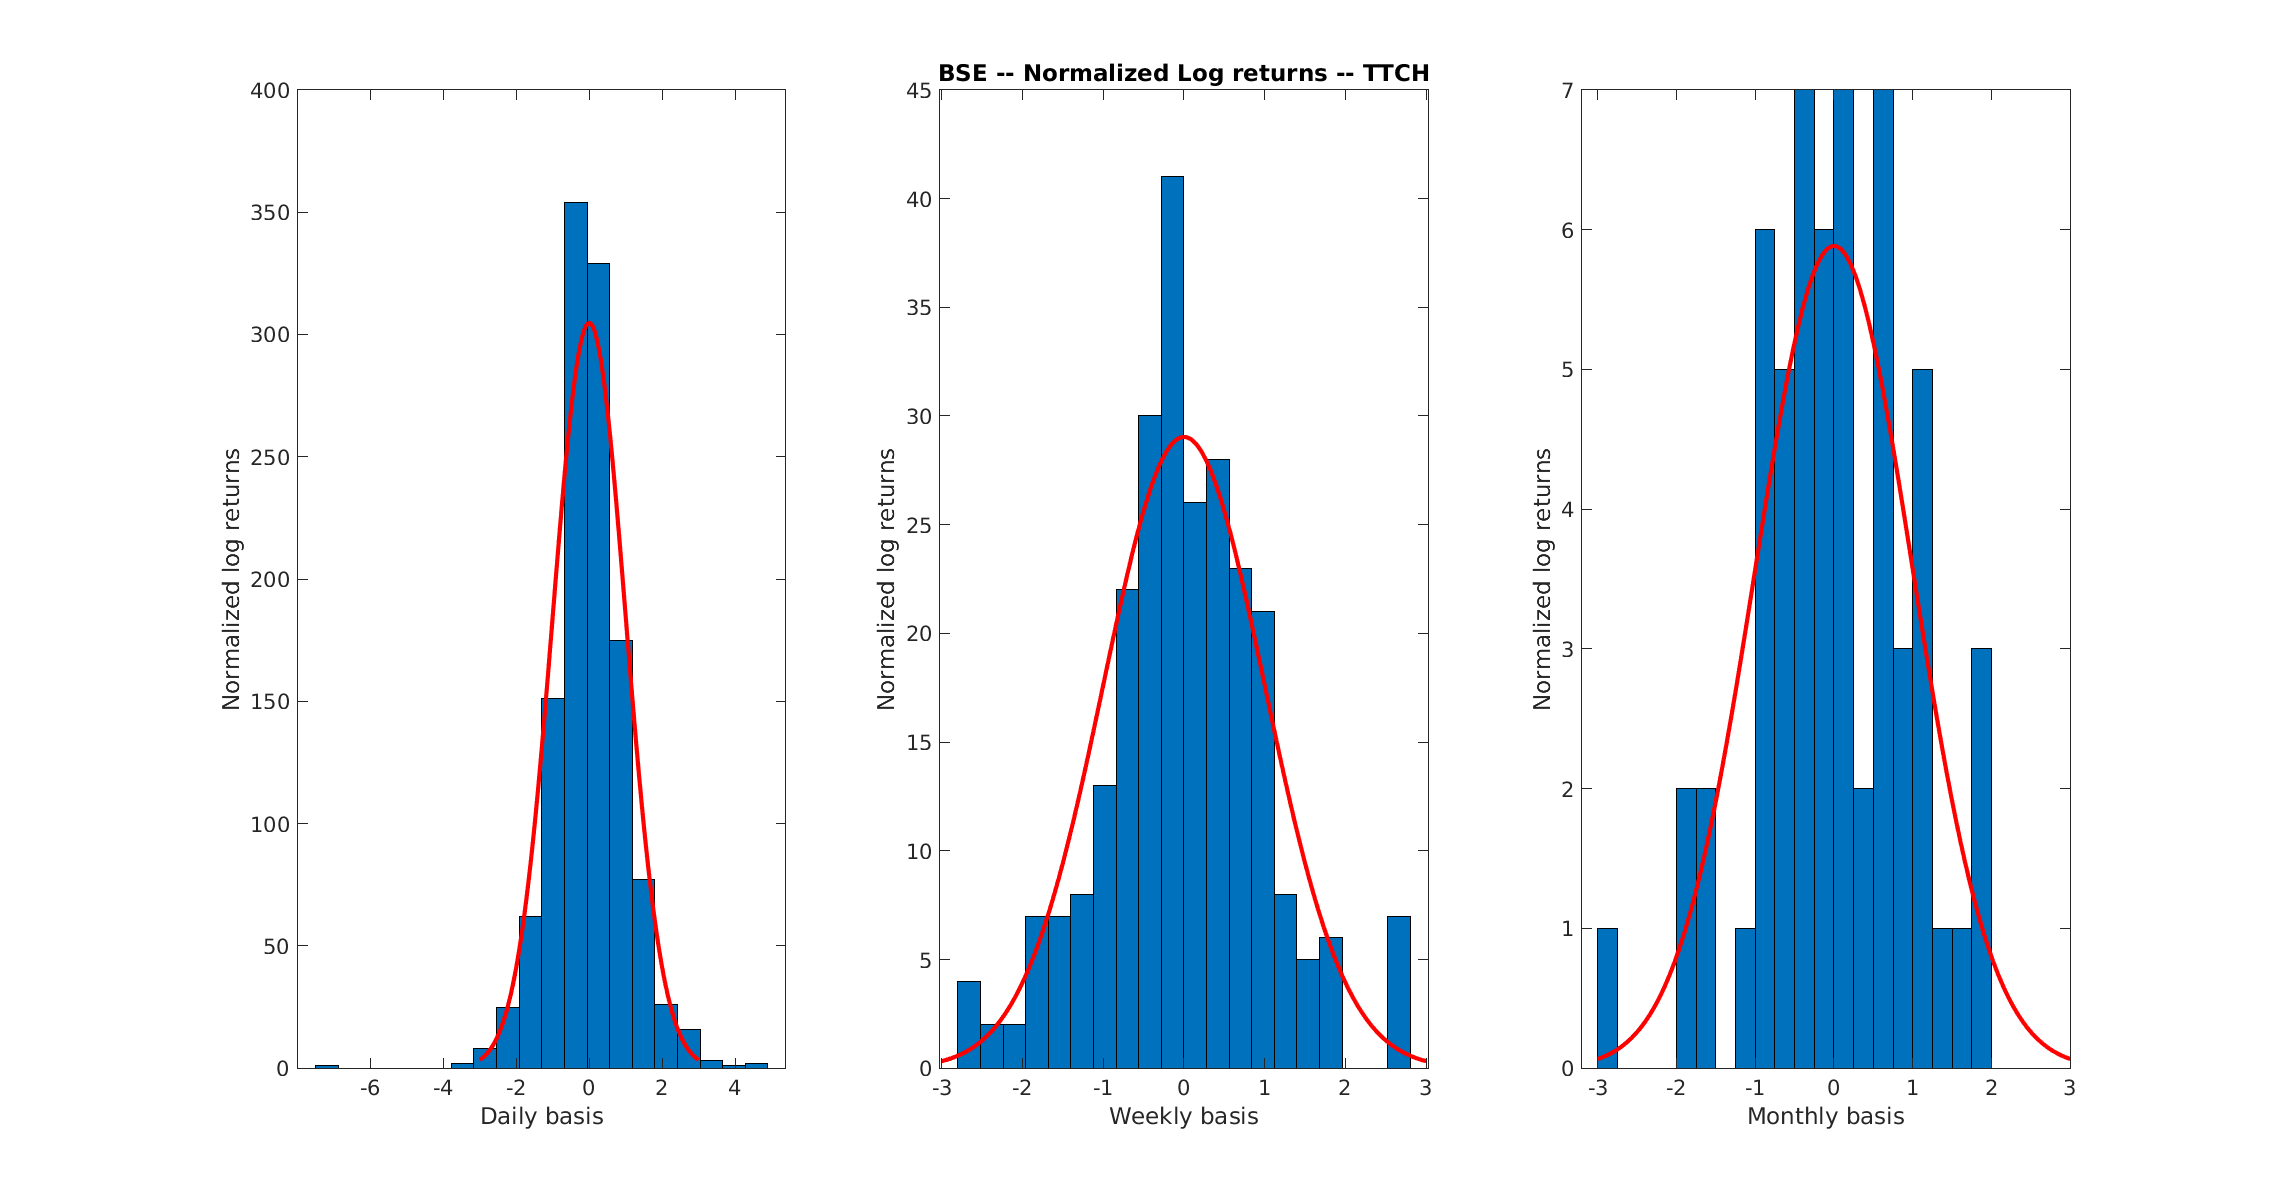 BSE -- Normalized Log returns -- TTCH
400
350
300
250
200
150
100
50
0
Normalized log returns
-6 -4 -2 0 2 4
Daily basis
45
40
35
30
25
20
15
10
5
0
Normalized log returns
-3 -2 -1 0 1 2 3
Weekly basis
7
6
5
4
3
2
1
0
Normalized log returns
-3 -2 -1 0 1 2 3
Monthly basis